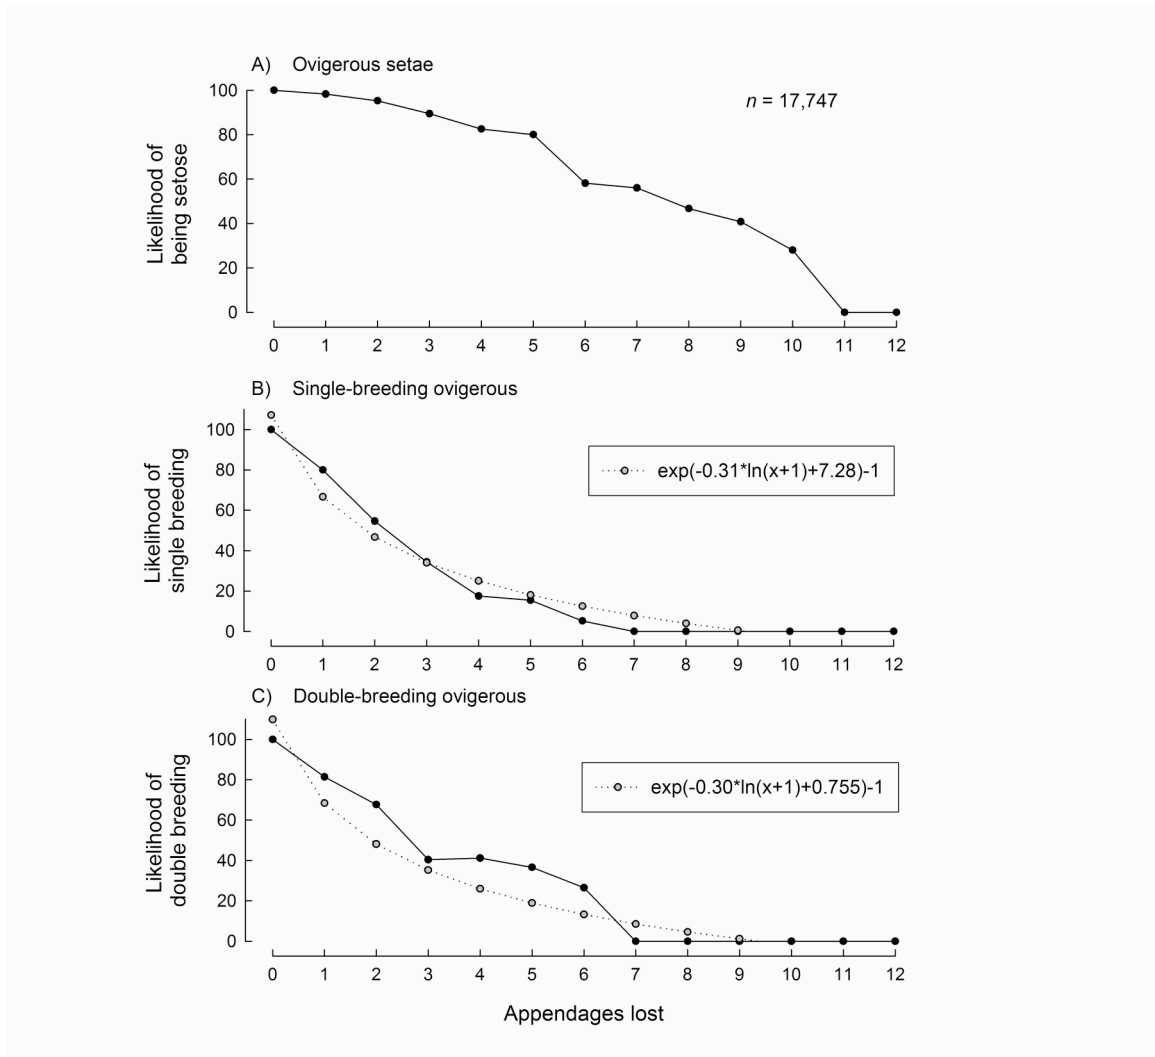 A) Ovigerous setae
n = 17,747
Likelihood of
being setose
100
80
60
40
20
0
0 1 2 3 4 5 6 7 8 9 10 11 12
B) Single-breeding ovigerous
exp(-0.31*ln(x+1)+7.28)-1
Likelihood of
single breeding
100
80
60
40
20
0
0 1 2 3 4 5 6 7 8 9 10 11 12
C) Double-breeding ovigerous
exp(-0.30*ln(x+1)+0.755)-1
Likelihood of
double breeding
100
80
60
40
20
0
0 1 2 3 4 5 6 7 8 9 10 11 12
Appendages lost